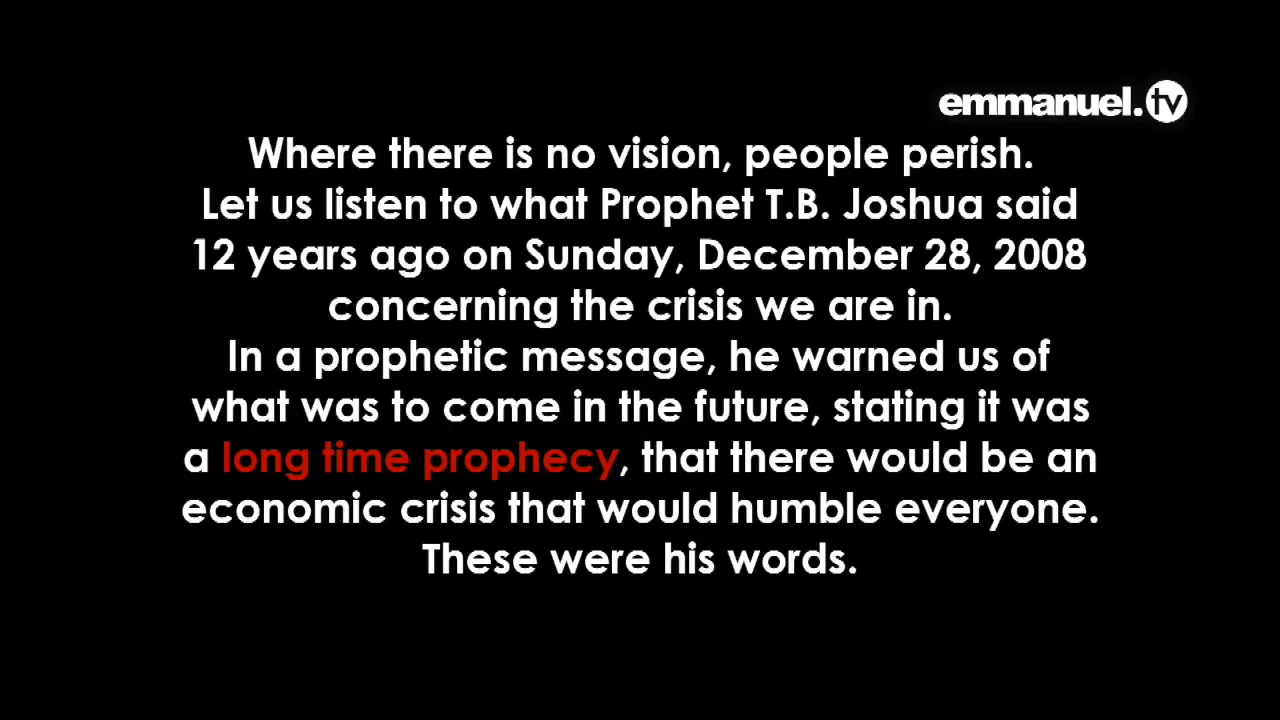 emmanuel.tv
Where there is no vision, people perish.
Let us listen to what Prophet T.B. Joshua said
12 years ago on Sunday, December 28, 2008
concerning the crisis we are in.
In a prophetic message, he warned us of
what was to come in the future, stating it was
a long time prophecy, that there would be an
economic crisis that would humble everyone.
These were his words.